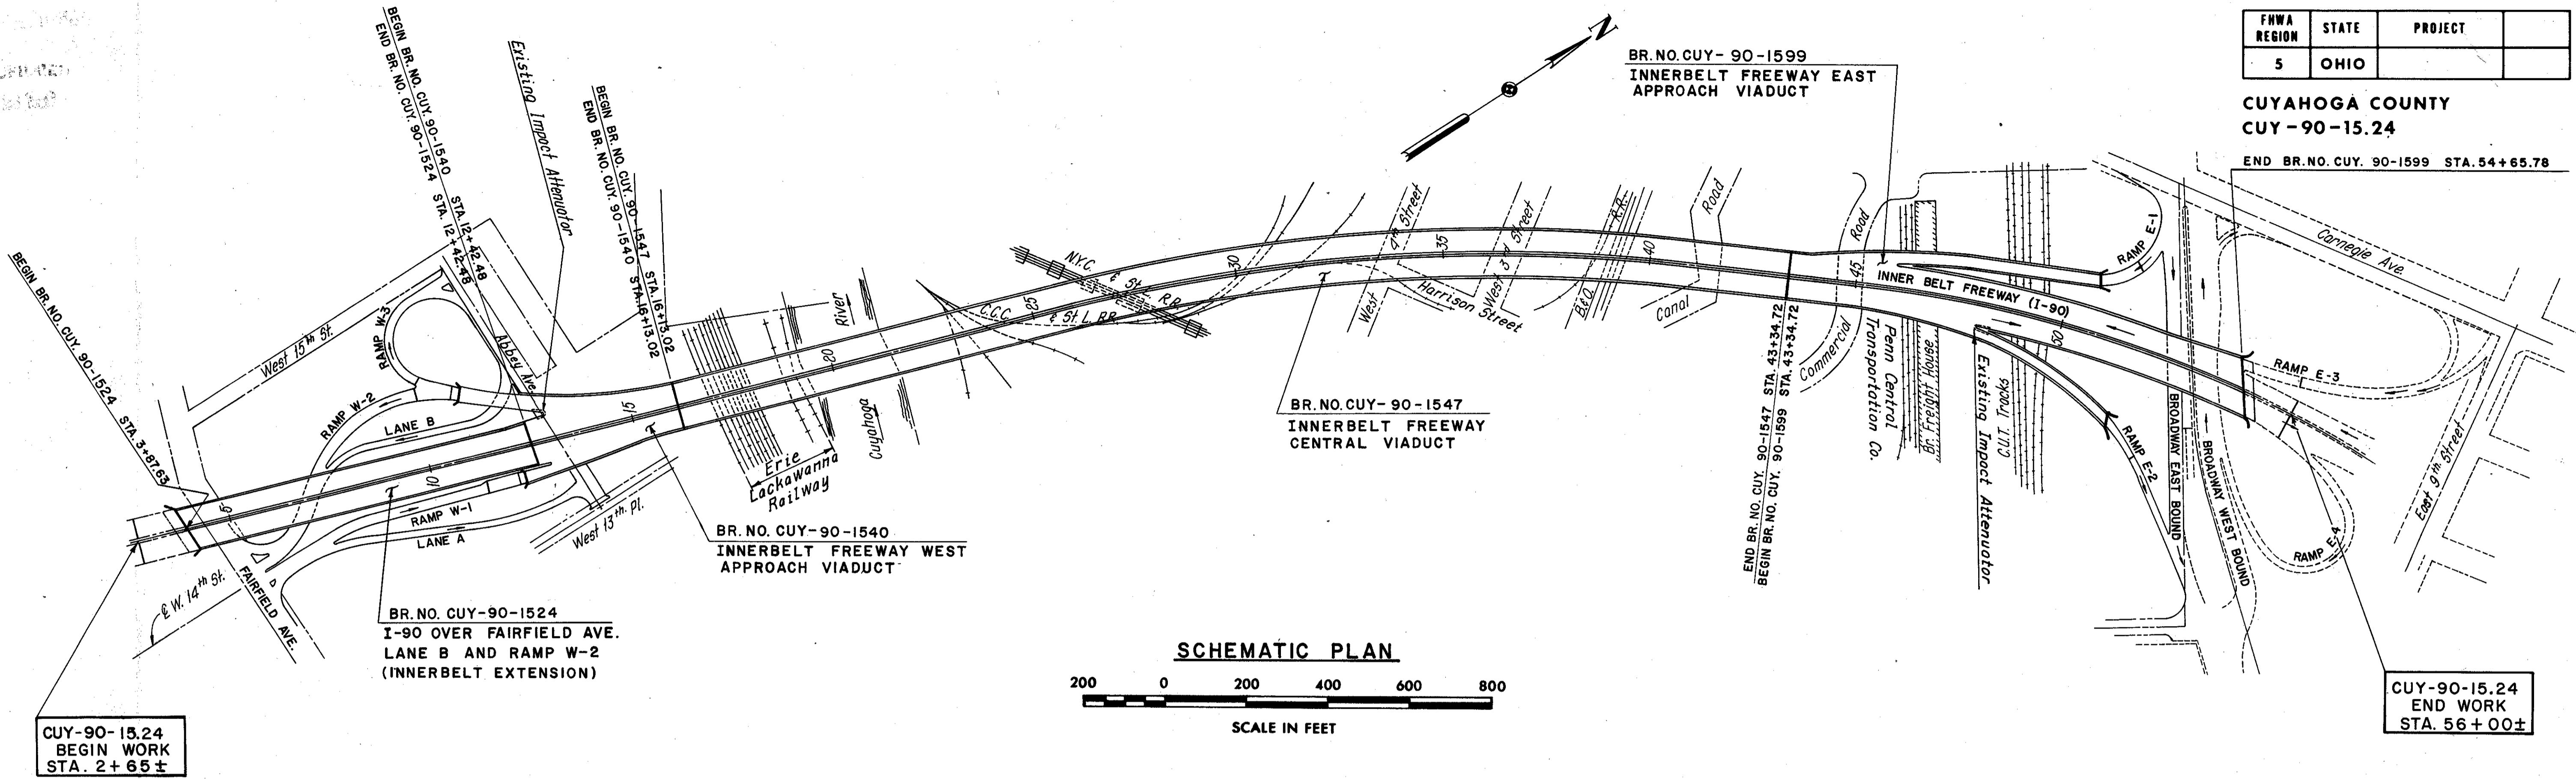 FHWA REGION
STATE
PROJECT
5
OHIO
CUYAHOGA COUNTY
CUY-90-15.24
END BR.NO. CUY. 90-1599 STA. 54+65.78
N
BEGIN BR. NO. CUY. 90-1540 STA. 12+42.48
END BR. NO. CUY. 90-1524 STA. 12+42.48
Existing Impact Attenuator
BEGIN BR. NO. CUY. 90-1547 STA. 16+13.02
END BR. NO. CUY. 90-1540 STA. 16+13.02
BR. NO. CUY-90-1599
INNERBELT FREEWAY EAST
APPROACH VIADUCT
BEGIN BR. NO. CUY. 90-1524 STA. 3+87.63
West 15th St.
RAMP W-3
Abbey Ave.
RAMP W-2
LANE B
RAMP W-1
LANE A
West 13th Pl.
5
10
15
20
25
30
35
40
45
50
Erie
Lackawanna
Railway
River
Cuyahoga
C.C.C. & St. L. RR.
N.Y.C. & St. L. R.R.
West 4th Street
Harrison Street
West 3rd Street
B.&O. R.R.
Canal Road
Commercial Road
Penn Central
Transportation Co.
Br. Freight House
Existing Impact Attenuator
C.U.T. Tracks
INNER BELT FREEWAY (I-90)
RAMP E-1
RAMP E-2
RAMP E-3
RAMP E-4
BROADWAY EAST BOUND
BROADWAY WEST BOUND
Carnegie Ave.
East 9th Street
END BR. NO. CUY. 90-1547 STA. 43+34.72
BEGIN BR. NO. CUY. 90-1599 STA. 43+34.72
BR. NO. CUY-90-1547
INNERBELT FREEWAY
CENTRAL VIADUCT
BR. NO. CUY-90-1540
INNERBELT FREEWAY WEST
APPROACH VIADUCT
℄ W. 14th St.
FAIRFIELD AVE.
BR. NO. CUY-90-1524
I-90 OVER FAIRFIELD AVE.
LANE B AND RAMP W-2
(INNERBELT EXTENSION)
CUY-90-15.24
BEGIN WORK
STA. 2+65±
SCHEMATIC PLAN
200 0 200 400 600 800
SCALE IN FEET
CUY-90-15.24
END WORK
STA. 56+00±